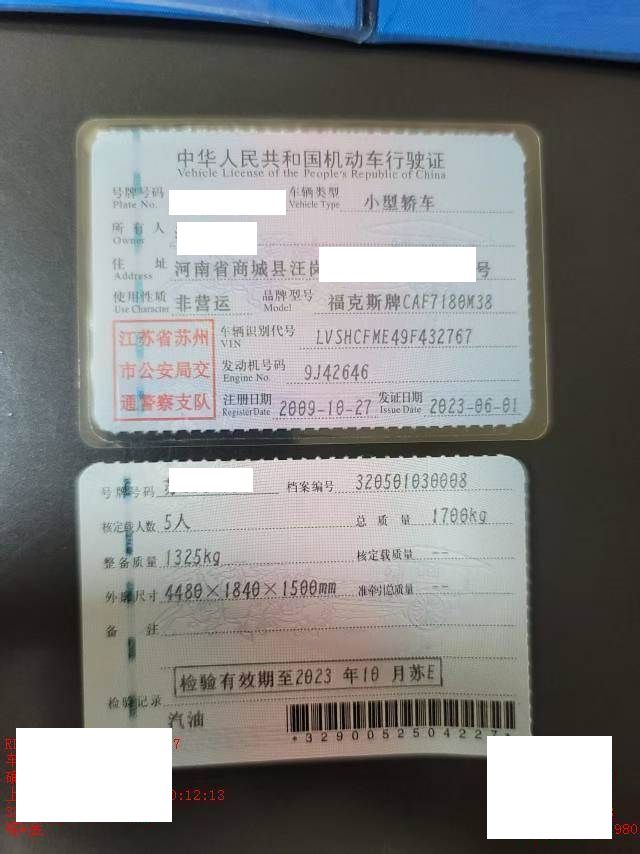 中华人民共和国机动车行驶证
Vehicle License of the People's Republic of China
号牌号码 Plate No. 车辆类型 Vehicle Type 小型轿车
所有人 Owner
住址 Address 河南省商城县汪岗 号
使用性质 Use Character 非营运 品牌型号 Model 福克斯牌CAF7180M38
江苏省苏州
市公安局交
通警察支队
车辆识别代号 VIN LVSHCFME49F432767
发动机号码 Engine No. 9J42646
注册日期 Register Date 2009-10-27 发证日期 Issue Date 2023-06-01
号牌号码 档案编号 320501030008
核定载人数 5人 总质量 1700kg
整备质量 1325kg 核定载质量 --
外廓尺寸 4480×1840×1500mm 准牵引总质量 --
备注
检验有效期至2023 年10 月苏E
检验记录
汽油
*3290052504227*
7
0:12:13
980